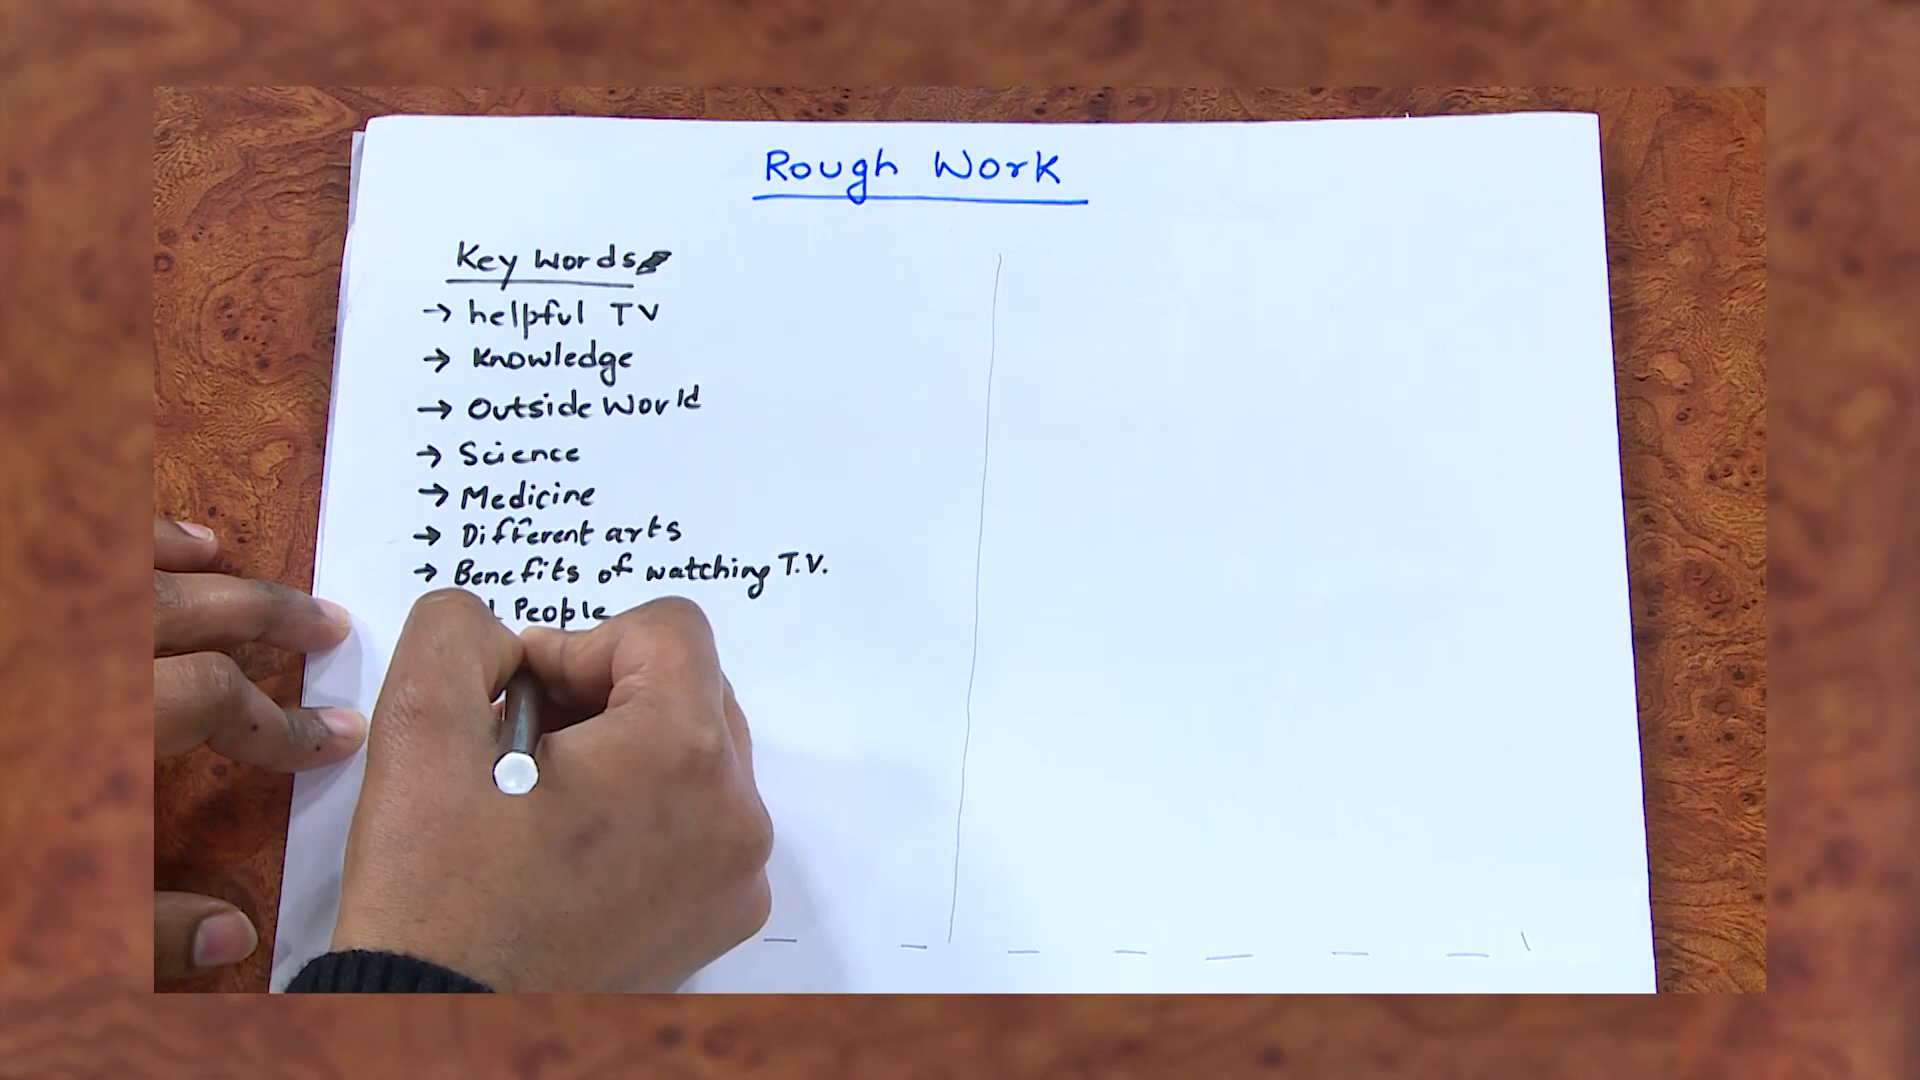 Rough Work
Key Words
→ helpful TV
→ Knowledge
→ Outside World
→ Science
→ Medicine
→ Different arts
→ Benefits of watching T.V.
People